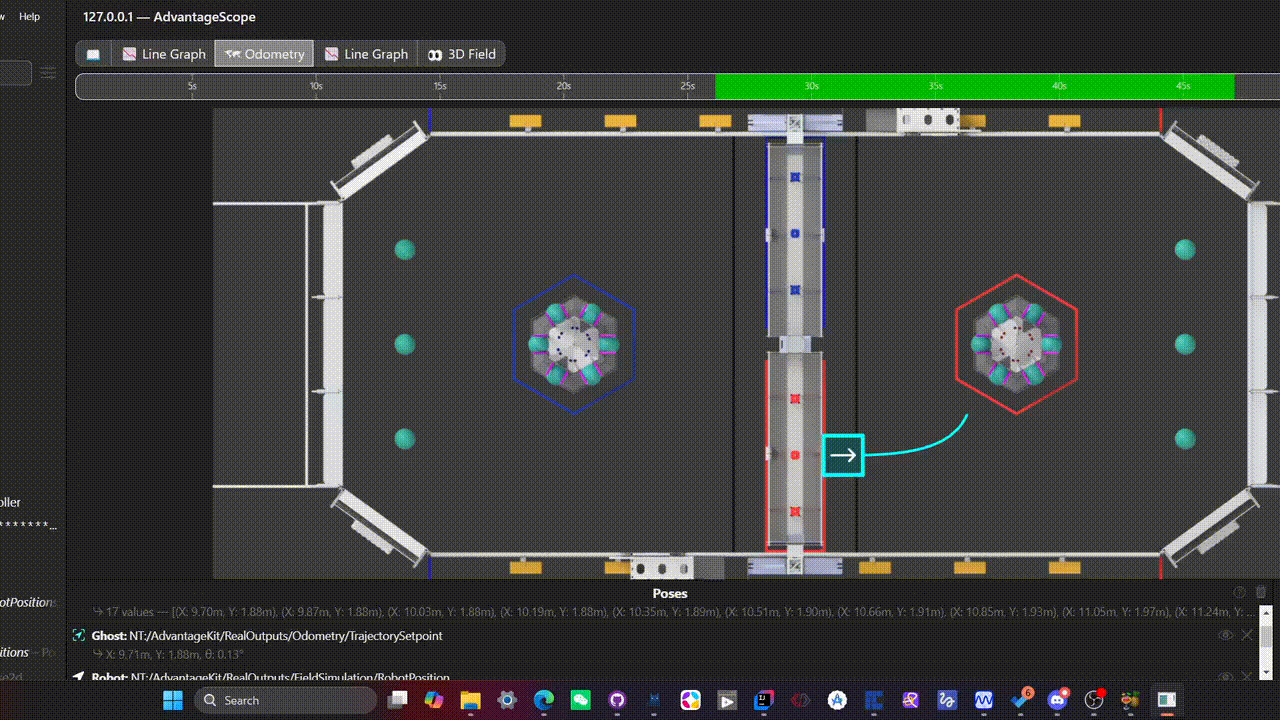 w Help
127.0.0.1 — AdvantageScope
Line Graph
Odometry
Line Graph
3D Field
5s 10s 15s 20s 25s 30s 35s 40s 45s
oller
*******...
otPositions
itions – Po
Poses
17 values — [(X: 9.70m, Y: 1.88m), (X: 9.87m, Y: 1.88m), (X: 10.03m, Y: 1.88m), (X: 10.19m, Y: 1.88m), (X: 10.35m, Y: 1.89m), (X: 10.51m, Y: 1.90m), (X: 10.66m, Y: 1.91m), (X: 10.85m, Y: 1.93m), (X: 11.05m, Y: 1.97m), (X: 11.24m, Y: ...
Ghost: NT:/AdvantageKit/RealOutputs/Odometry/TrajectorySetpoint
X: 9.71m, Y: 1.88m, θ: 0.13°
Robot: NT:/AdvantageKit/RealOutputs/FieldSimulation/RobotPosition
Search
6